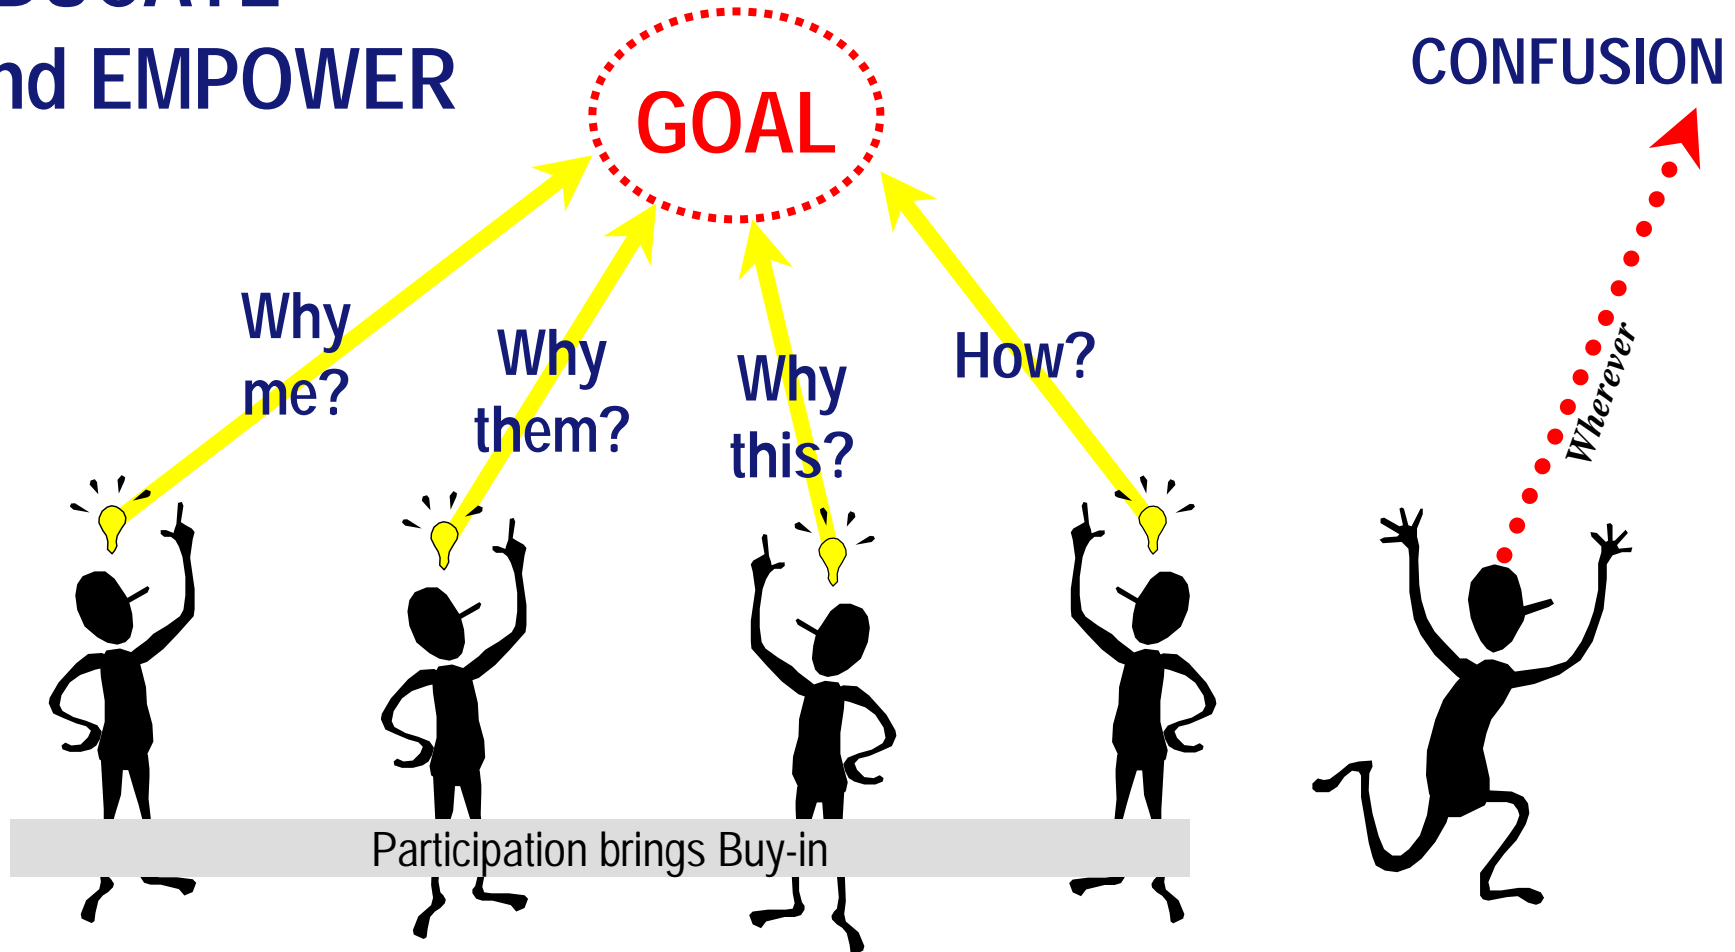 nd EMPOWER
GOAL
CONFUSION
Why
me?
Why
them?
Why
this?
How?
Wherever
Participation brings Buy-in